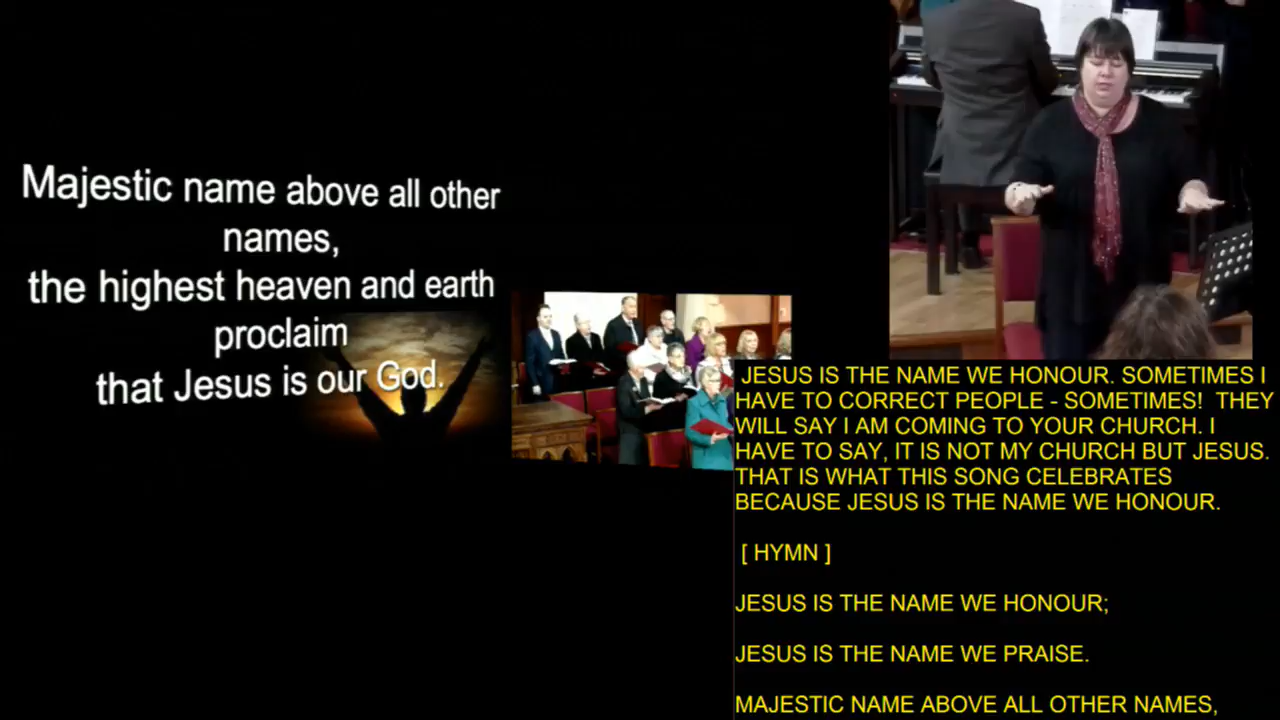 Majestic name above all other
names,
the highest heaven and earth
proclaim
that Jesus is our God.
JESUS IS THE NAME WE HONOUR. SOMETIMES I
HAVE TO CORRECT PEOPLE - SOMETIMES!  THEY
WILL SAY I AM COMING TO YOUR CHURCH. I
HAVE TO SAY, IT IS NOT MY CHURCH BUT JESUS.
THAT IS WHAT THIS SONG CELEBRATES
BECAUSE JESUS IS THE NAME WE HONOUR.
[ HYMN ]
JESUS IS THE NAME WE HONOUR;
JESUS IS THE NAME WE PRAISE.
MAJESTIC NAME ABOVE ALL OTHER NAMES,